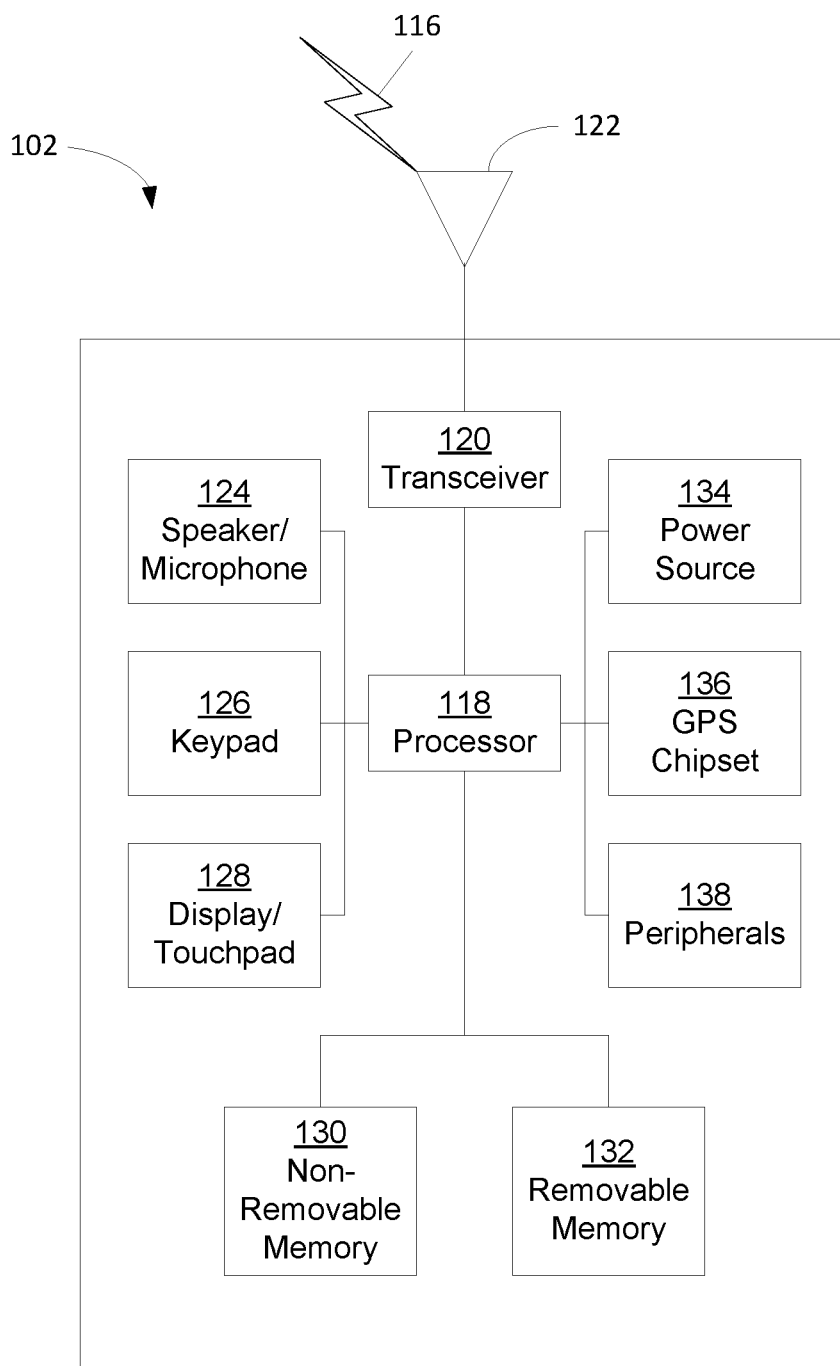 116
122
102
120
Transceiver
124
Speaker/
Microphone
134
Power
Source
126
Keypad
118
Processor
136
GPS
Chipset
128
Display/
Touchpad
138
Peripherals
130
Non-
Removable
Memory
132
Removable
Memory